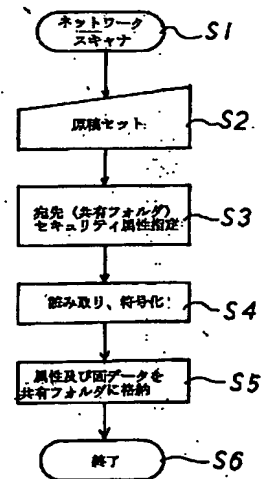 ネットワーク
スキャナ
S1
原稿セット
S2
宛先(共有フォルダ)
セキュリティ属性指定
S3
読み取り、符号化
S4
属性及び画データを
共有フォルダに格納
S5
終了
S6